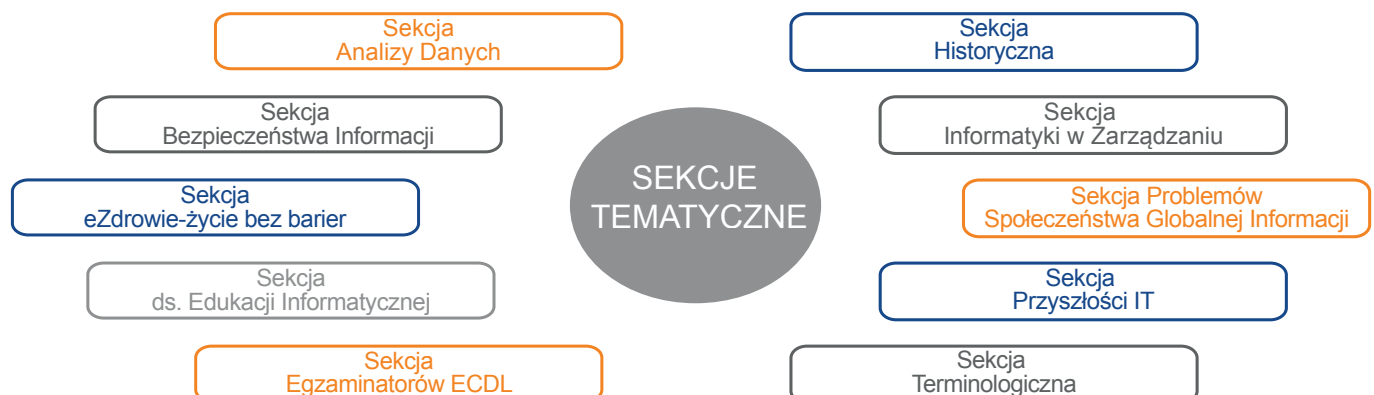 Sekcja
Analizy Danych
Sekcja
Historyczna
Sekcja
Bezpieczeństwa Informacji
Sekcja
Informatyki w Zarządzaniu
SEKCJE
TEMATYCZNE
Sekcja
eZdrowie-życie bez barier
Sekcja Problemów
Społeczeństwa Globalnej Informacji
Sekcja
ds. Edukacji Informatycznej
Sekcja
Przyszłości IT
Sekcja
Egzaminatorów ECDL
Sekcja
Terminologiczna